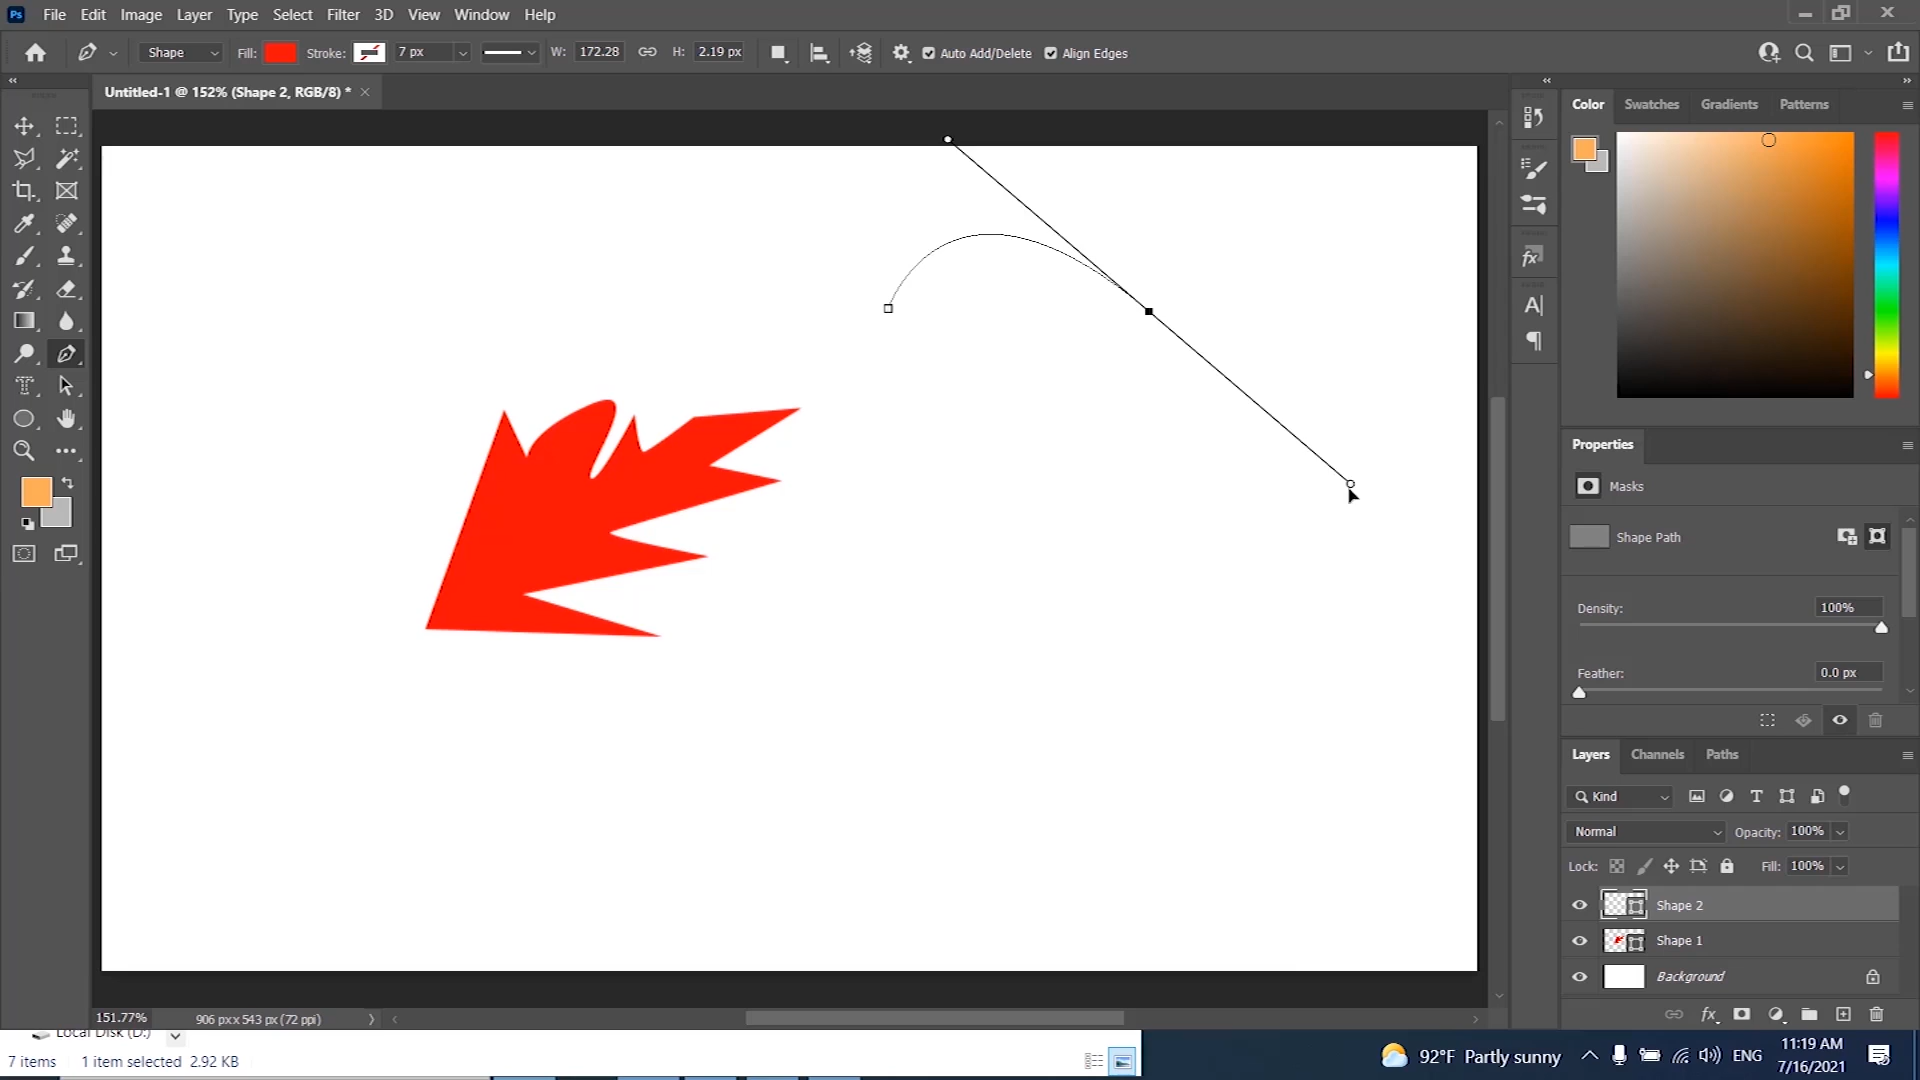 Ps File Edit Image Layer Type Select Filter 3D View Window Help
Shape Fill: Stroke: 7 px W: 172.28 H: 2.19 px Auto Add/Delete Align Edges
Untitled-1 @ 152% (Shape 2, RGB/8) *
Color Swatches Gradients Patterns
Properties
Masks
Shape Path
Density: 100%
Feather: 0.0 px
Layers Channels Paths
Kind
Normal Opacity: 100%
Lock: Fill: 100%
Shape 2
Shape 1
Background
151.77% 906 px x 543 px (72 ppi)
Local Disk (D:)
7 items 1 item selected 2.92 KB
92°F Partly sunny ENG 11:19 AM
7/16/2021